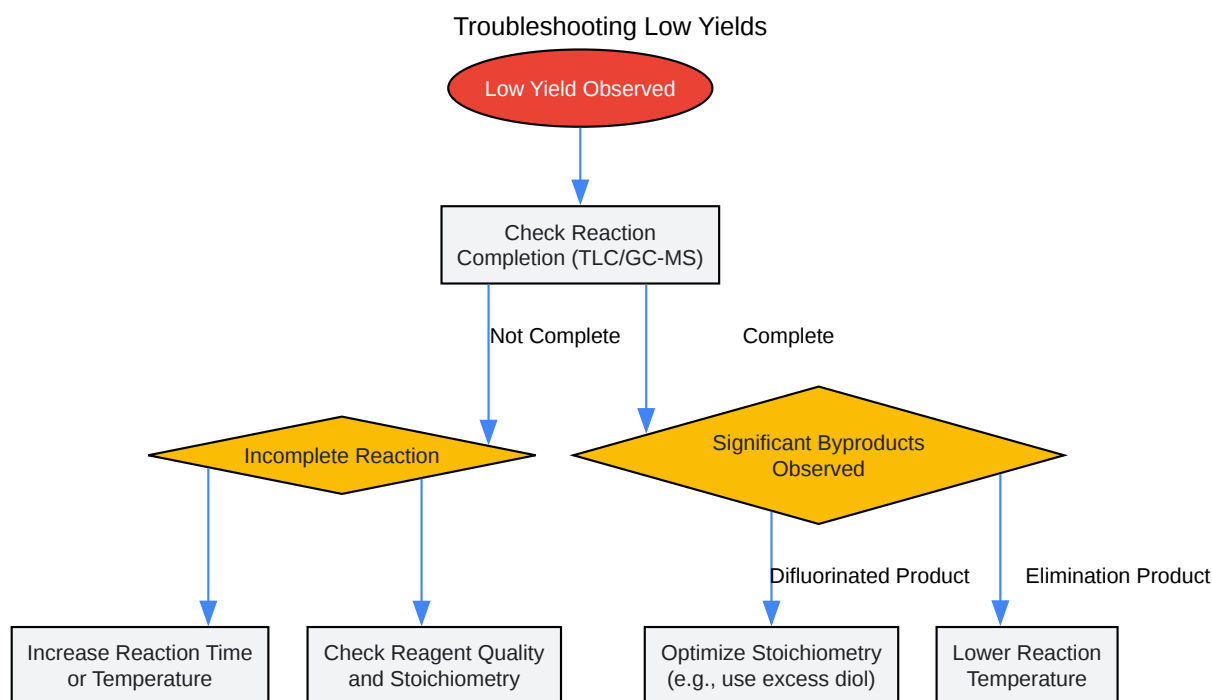 Troubleshooting Low Yields
Low Yield Observed
Check Reaction
Completion (TLC/GC-MS)
Not Complete
Complete
Incomplete Reaction
Significant Byproducts
Observed
Difluorinated Product
Elimination Product
Increase Reaction Time
or Temperature
Check Reagent Quality
and Stoichiometry
Optimize Stoichiometry
(e.g., use excess diol)
Lower Reaction
Temperature